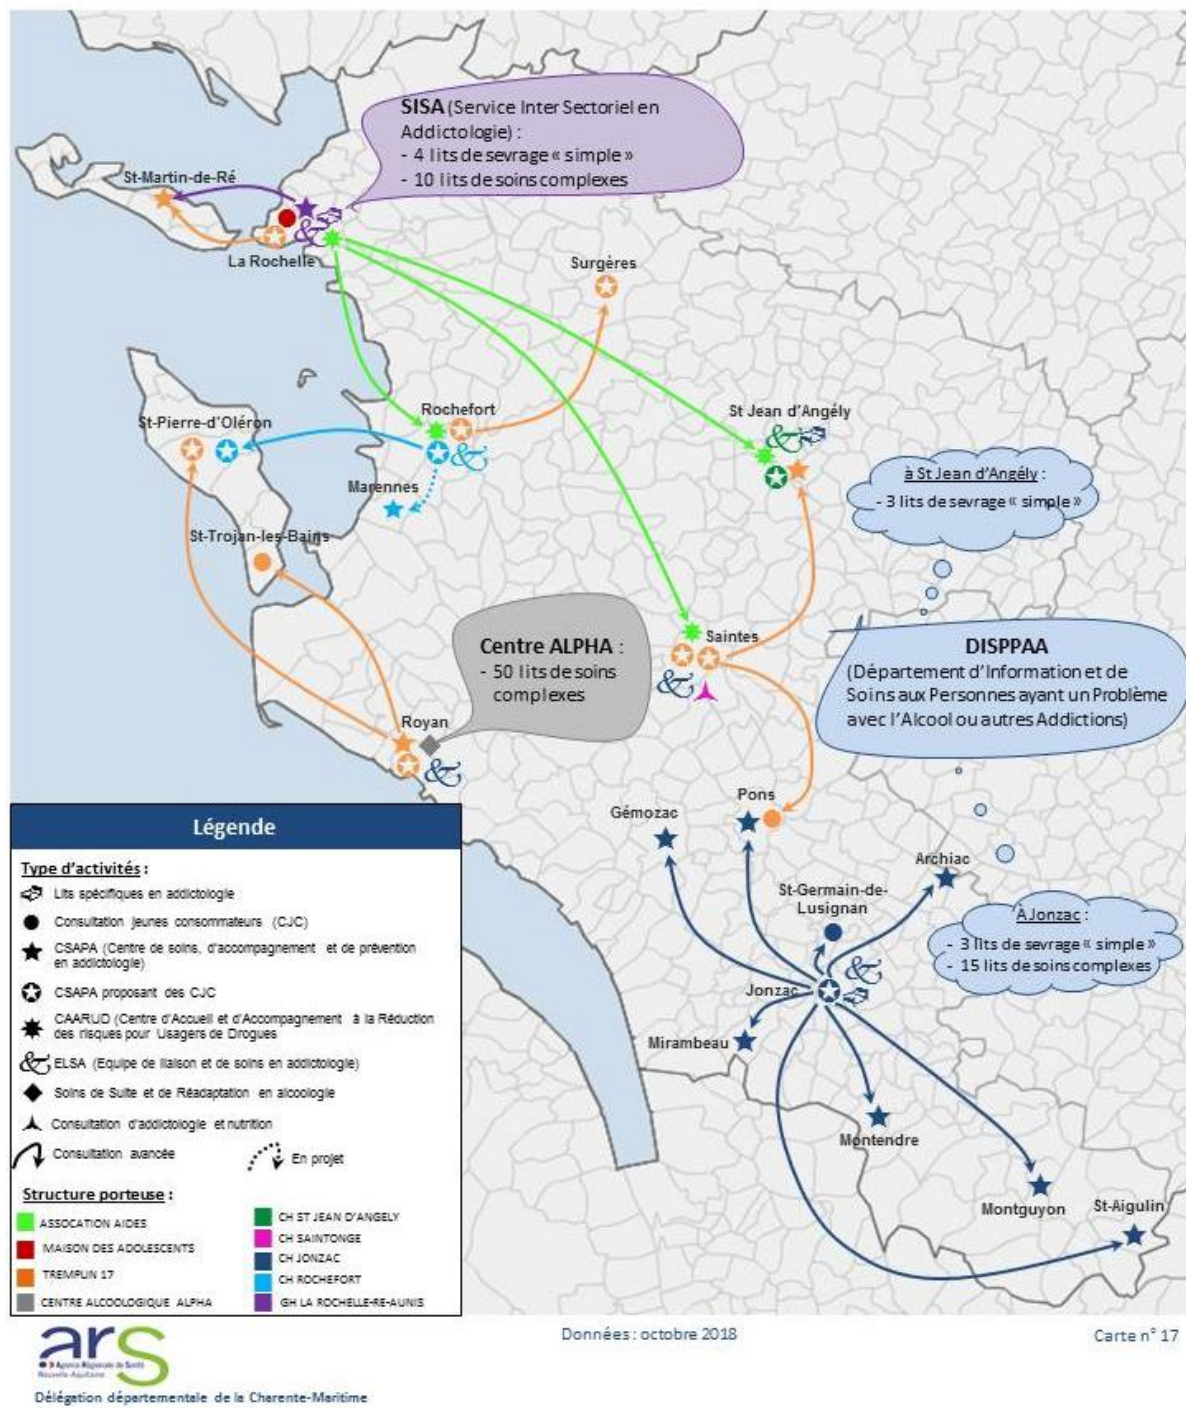 SISA (Service Inter Sectoriel en
Addictologie) :
- 4 lits de sevrage « simple »
- 10 lits de soins complexes
St-Martin-de-Ré
La Rochelle
Surgères
Rochefort
St-Pierre-d'Oléron
Marennes
St-Trojan-les-Bains
St Jean d'Angély
à St Jean d'Angély :
- 3 lits de sevrage « simple »
Saintes
Centre ALPHA :
- 50 lits de soins
complexes
DISPPAA
(Département d'Information et de
Soins aux Personnes ayant un Problème
avec l'Alcool ou autres Addictions)
Royan
Gémozac
Pons
Archiac
St-Germain-de-
Lusignan
À Jonzac :
- 3 lits de sevrage « simple »
- 15 lits de soins complexes
Jonzac
Mirambeau
Montendre
Montguyon
St-Aigulin
Légende
Type d'activités :
Lits spécifiques en addictologie
Consultation jeunes consommateurs (CJC)
CSAPA (Centre de soins, d'accompagnement et de prévention
en addictologie)
CSAPA proposant des CJC
CAARUD (Centre d'Accueil et d'Accompagnement à la Réduction
des risques pour Usagers de Drogues
ELSA (Equipe de liaison et de soins en addictologie)
Soins de Suite et de Réadaptation en alcoologie
Consultation d'addictologie et nutrition
Consultation avancée
En projet
Structure porteuse :
ASSOCATION AIDES
MAISON DES ADOLESCENTS
TREMPLIN 17
CENTRE ALCOOLOGIQUE ALPHA
CH ST JEAN D'ANGELY
CH SAINTONGE
CH JONZAC
CH ROCHEFORT
GH LA ROCHELLE-RE-AUNIS
ars
Agence Régionale de Santé
Nouvelle-Aquitaine
Données : octobre 2018
Carte n° 17
Délégation départementale de la Charente-Maritime